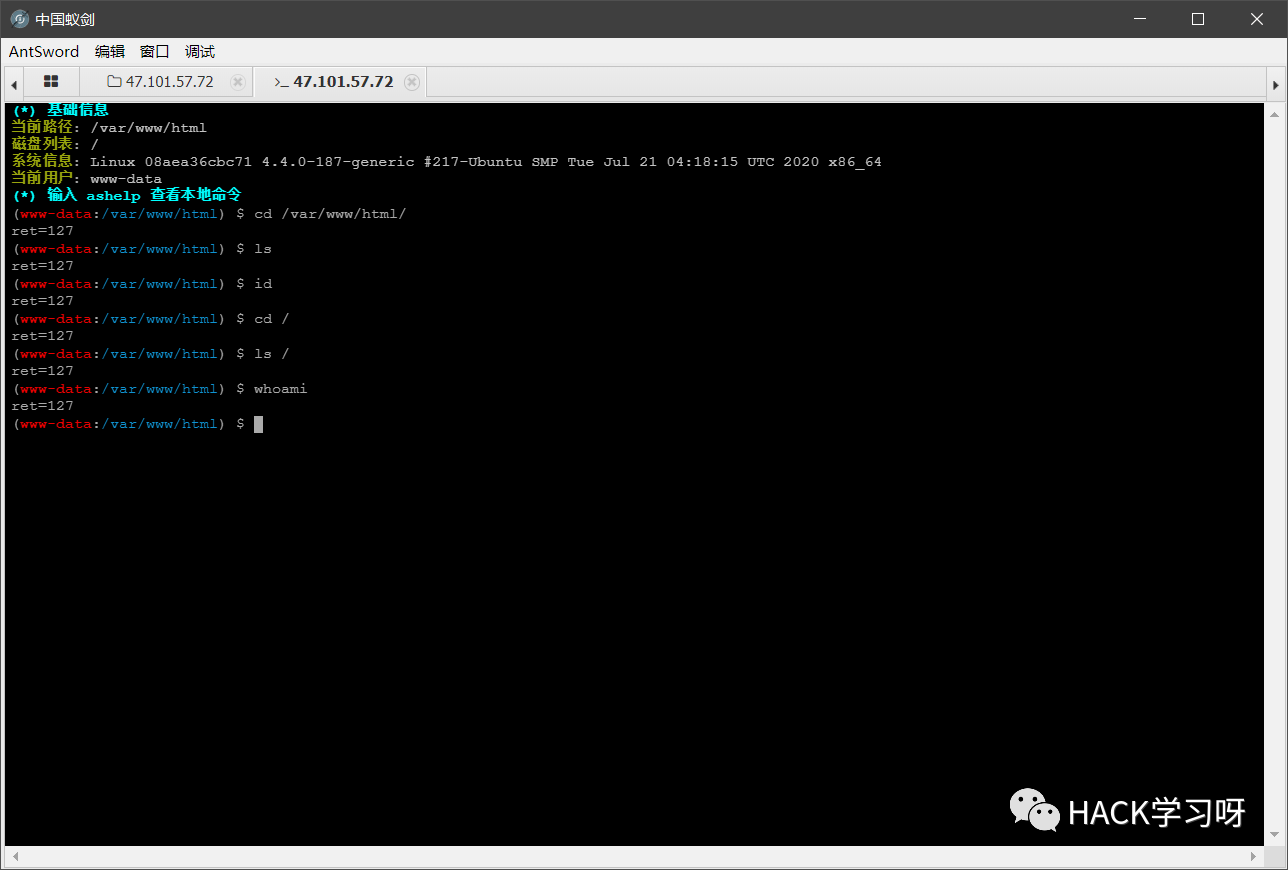 中国蚁剑
AntSword 编辑 窗口 调试
47.101.57.72 >_ 47.101.57.72
(*) 基础信息
当前路径: /var/www/html
磁盘列表: /
系统信息: Linux 08aea36cbc71 4.4.0-187-generic #217-Ubuntu SMP Tue Jul 21 04:18:15 UTC 2020 x86_64
当前用户: www-data
(*) 输入 ashelp 查看本地命令
(www-data:/var/www/html) $ cd /var/www/html/
ret=127
(www-data:/var/www/html) $ ls
ret=127
(www-data:/var/www/html) $ id
ret=127
(www-data:/var/www/html) $ cd /
ret=127
(www-data:/var/www/html) $ ls /
ret=127
(www-data:/var/www/html) $ whoami
ret=127
(www-data:/var/www/html) $
HACK学习呀